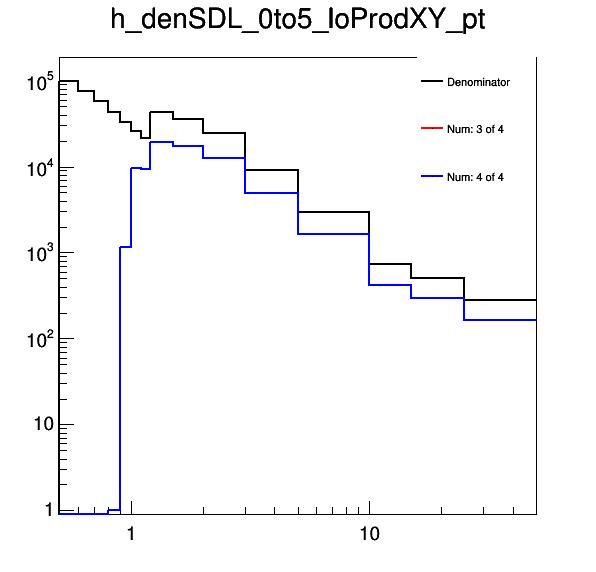 h_denSDL_0to5_loProdXY_pt
10^5
Denominator
Num: 3 of 4
10^4
Num: 4 of 4
10^3
10^2
10
1
1
10